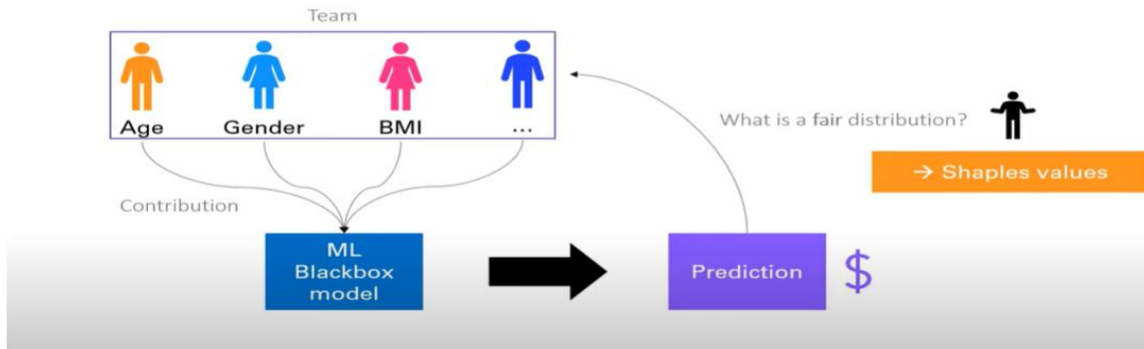 Team
Age
Gender
BMI
...
What is a fair distribution?
→ Shaples values
Contribution
ML
Blackbox
model
Prediction
$